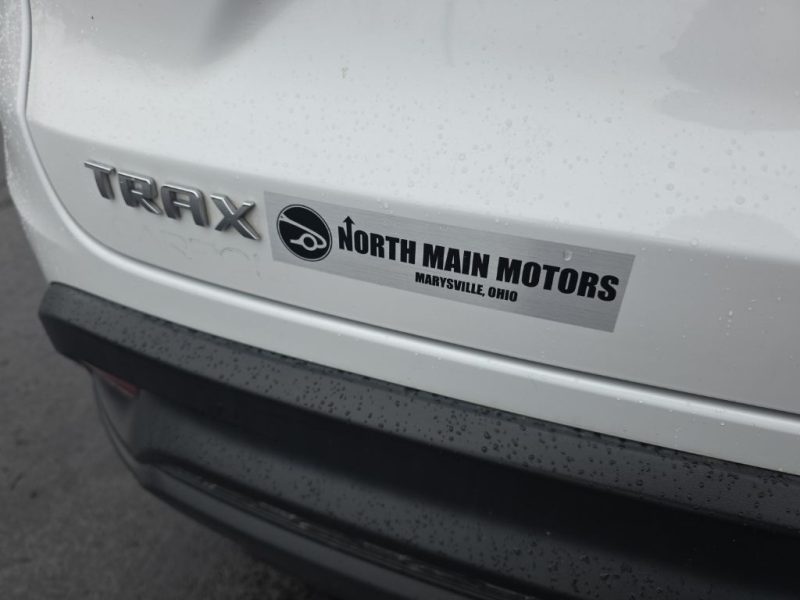 TRAX
NORTH MAIN MOTORS
MARYSVILLE, OHIO